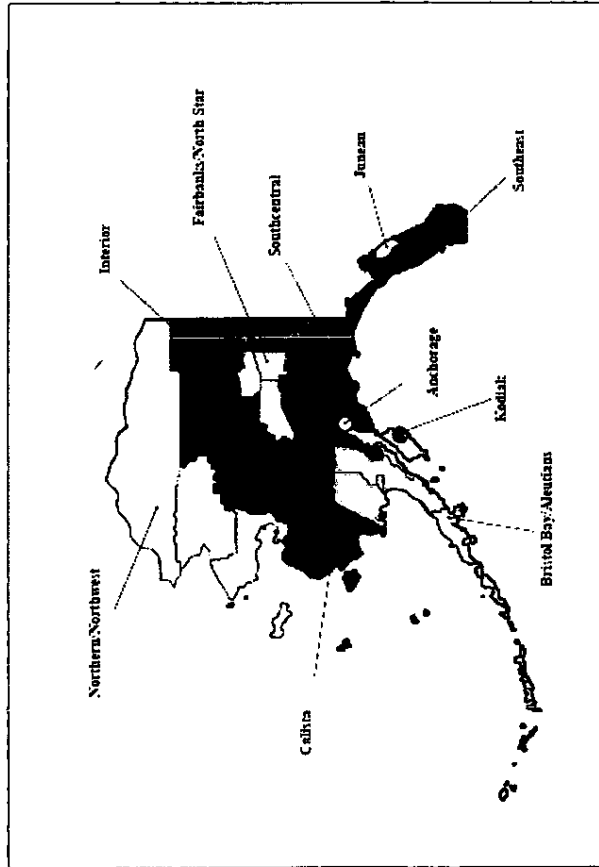 Northern/Northwest
Interior
Fairbanks/North Star
Southcentral
Calista
Juneau
Anchorage
Kodiak
Southeast
Bristol Bay/Aleutians